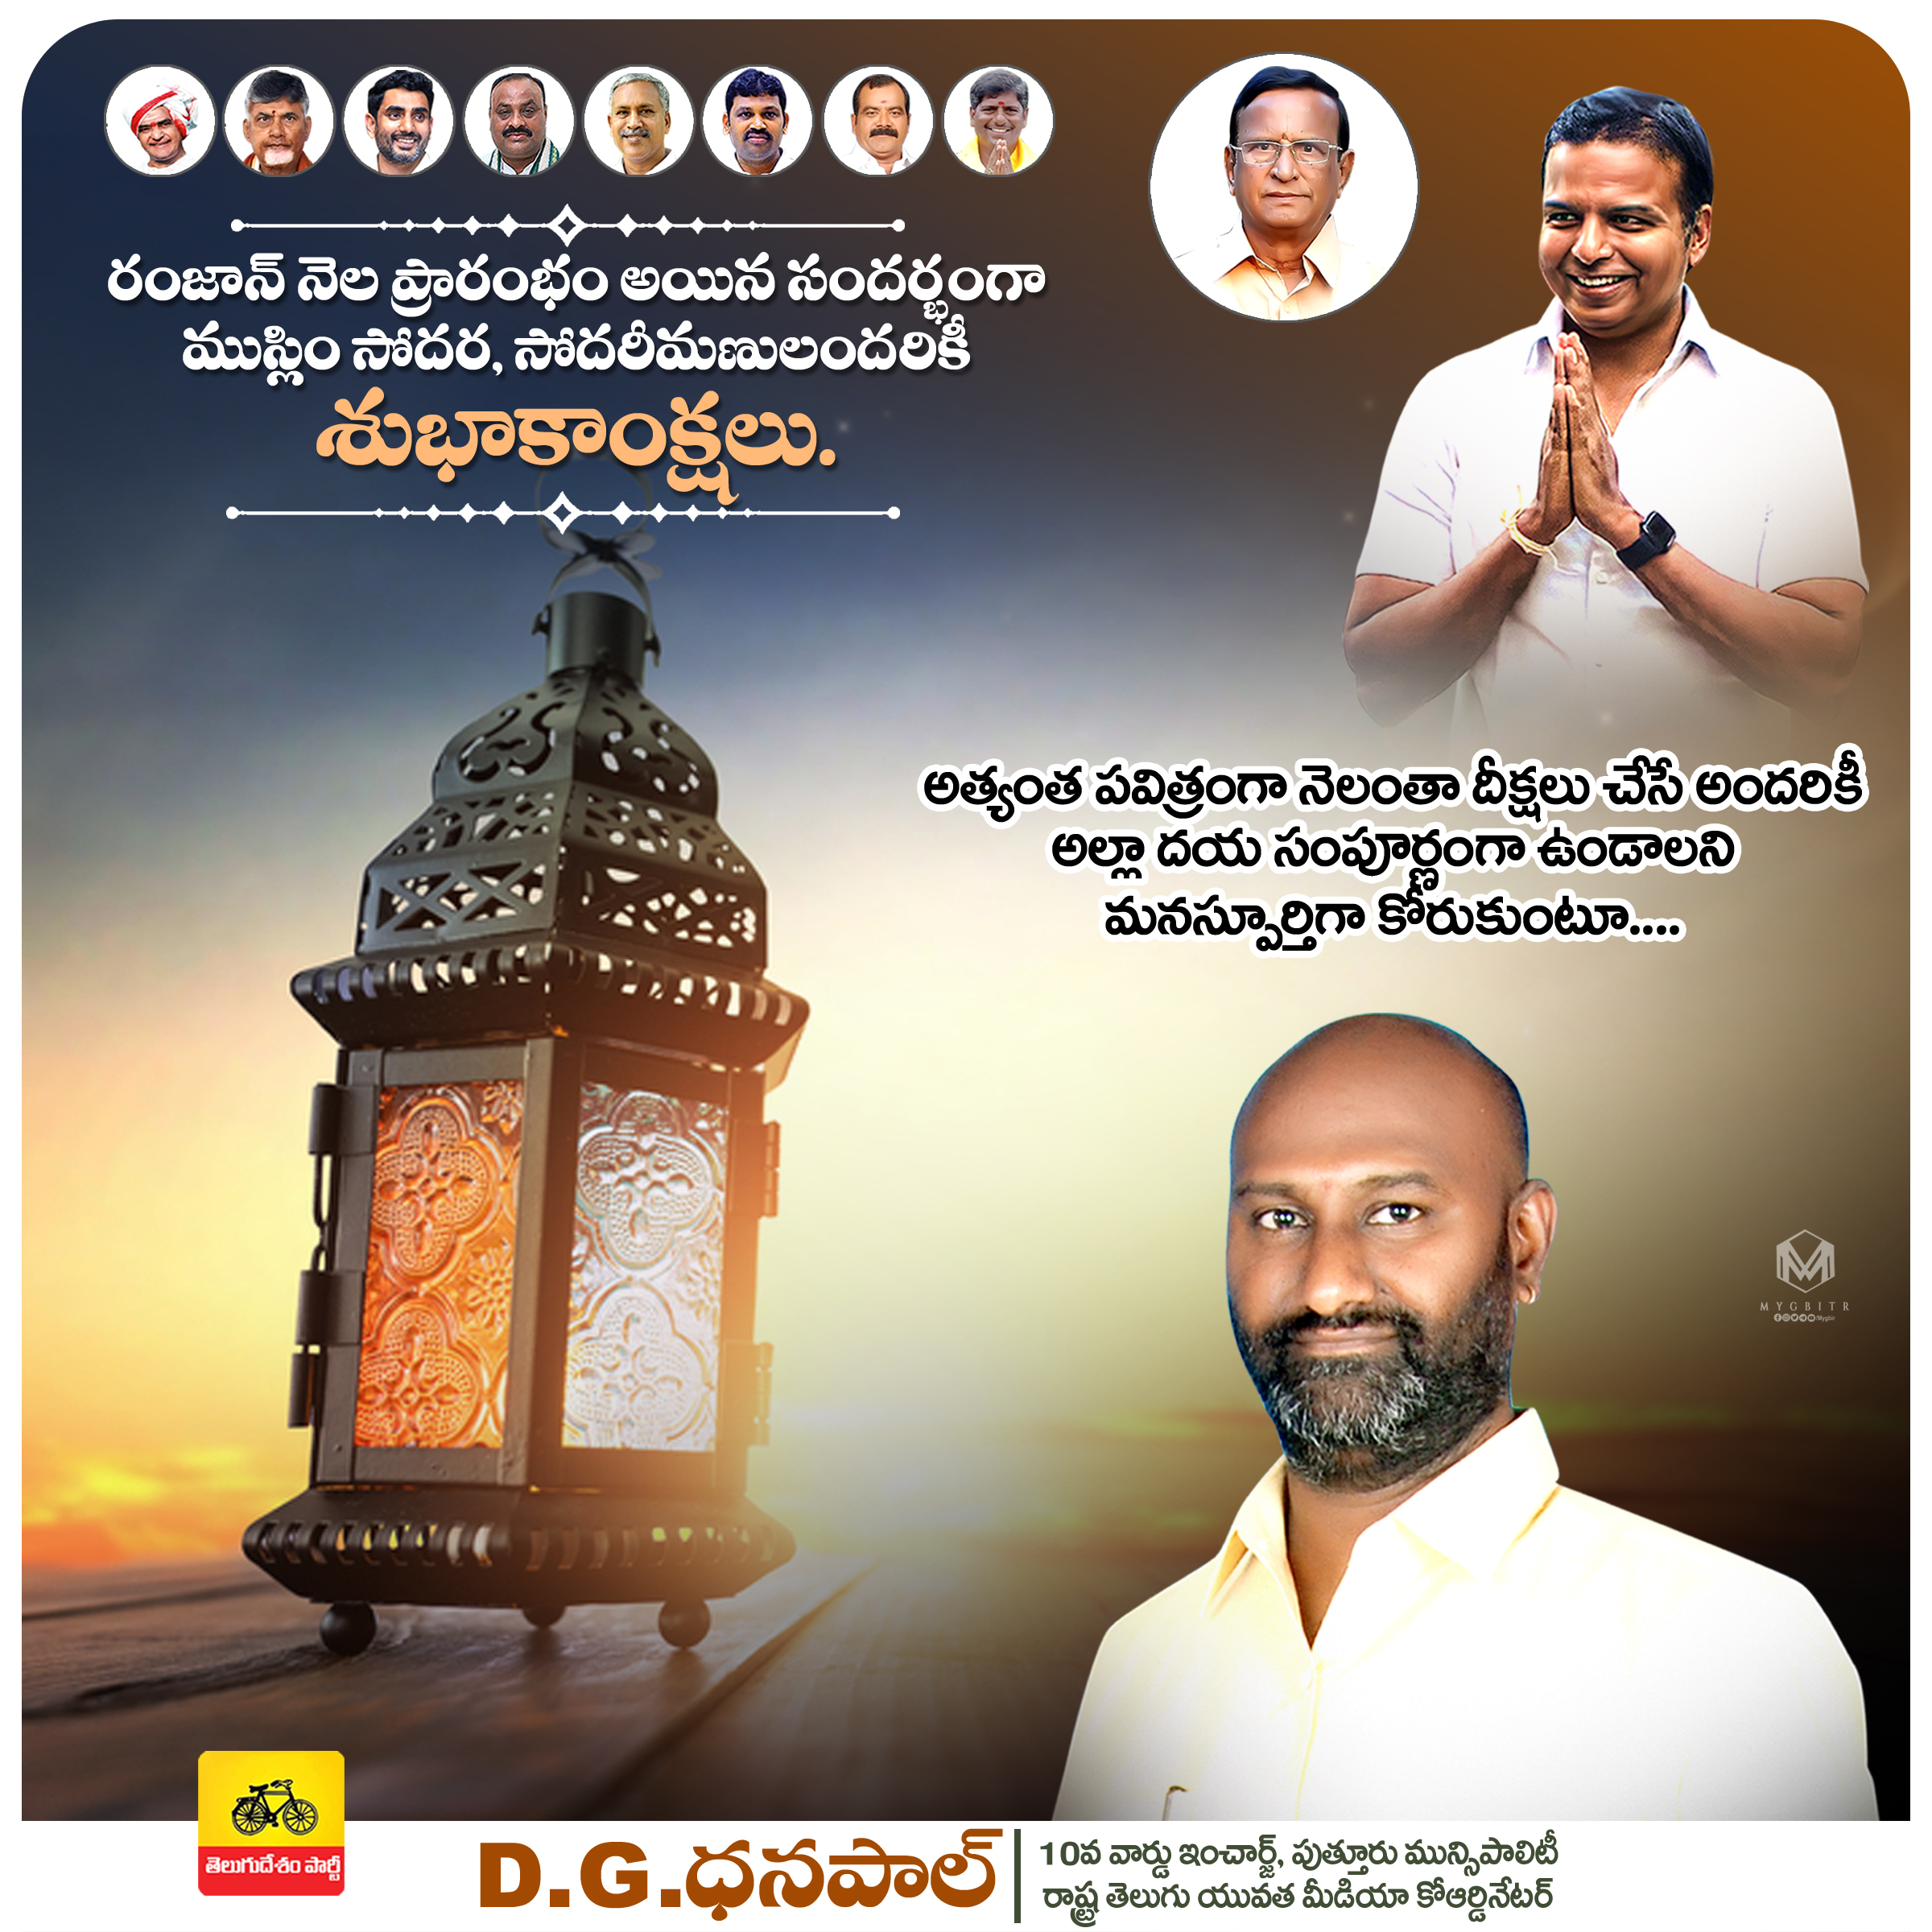 రంజాన్ నెల ప్రారంభం అయిన సందర్భంగా
ముస్లిం సోదర, సోదరీమణులందరికీ
శుభాకాంక్షలు.
అత్యంత పవిత్రంగా నెలంతా దీక్షలు చేసే అందరికీ
అల్లా దయ సంపూర్ణంగా ఉండాలని
మనస్పూర్తిగా కోరుకుంటూ....
MYGBITR
/Mygbir
తెలుగుదేశం పార్టీ
D.G.ధనపాల్
10వ వార్డు ఇంచార్జ్, పుత్తూరు మున్సిపాలిటీ
రాష్ట్ర తెలుగు యువత మీడియా కోఆర్డినేటర్